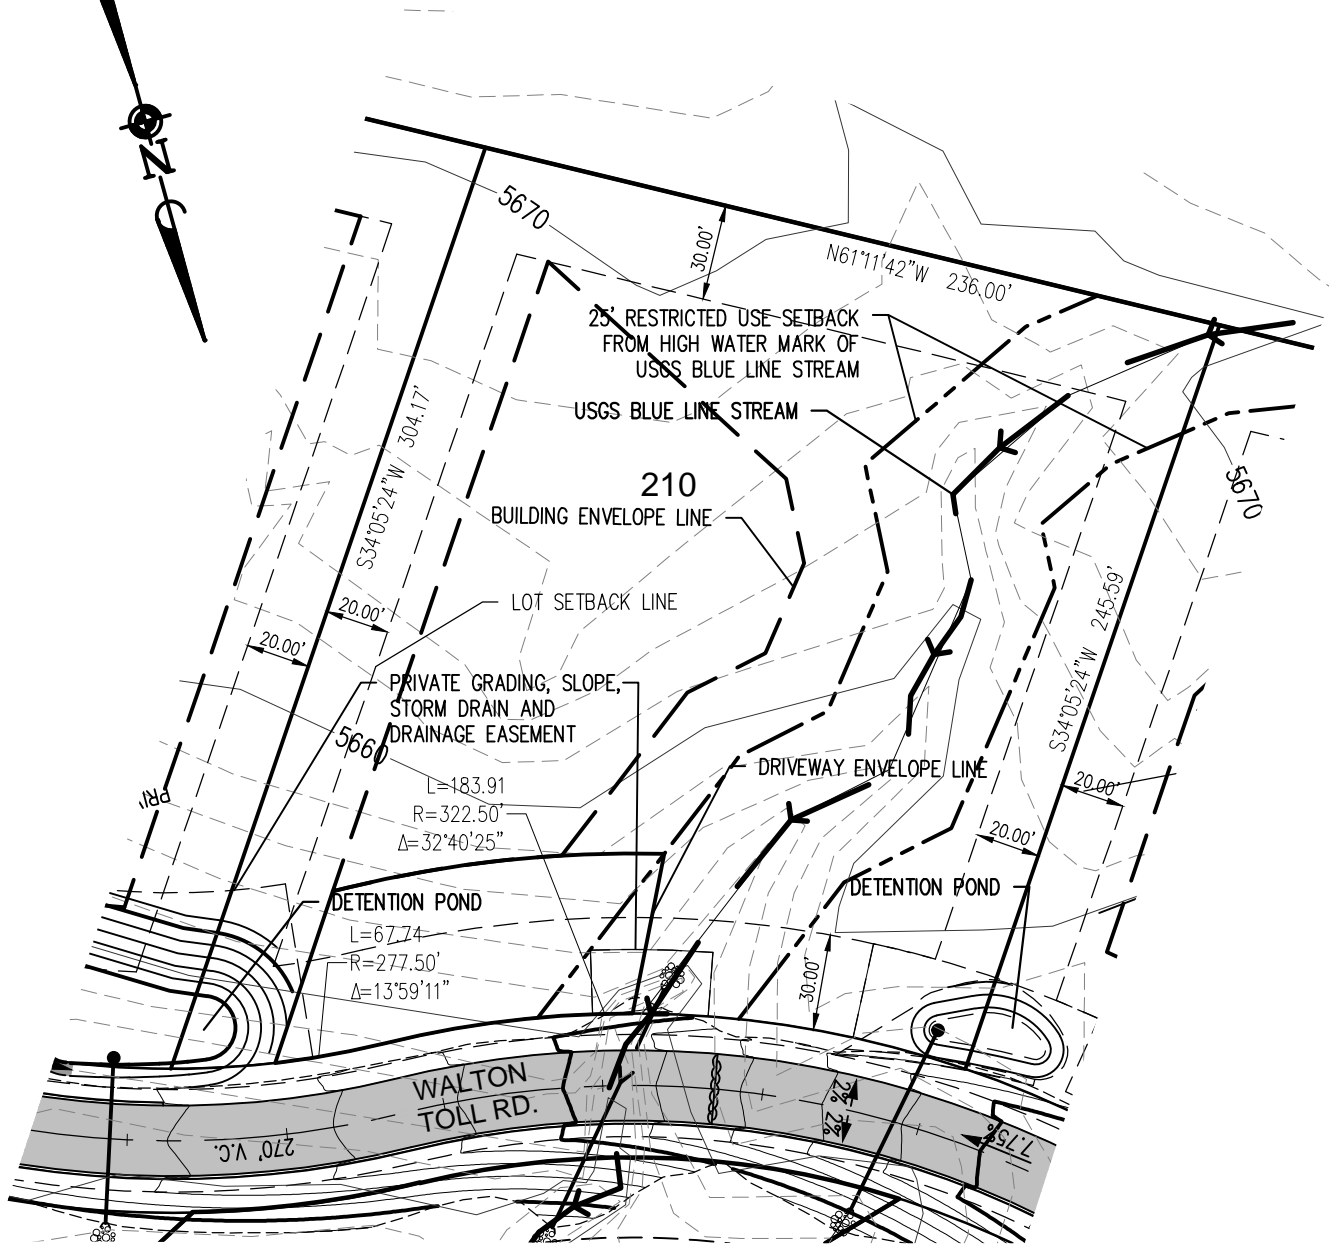 N
5670
30.00'
N61°11'42"W 236.00'
25' RESTRICTED USE SETBACK
FROM HIGH WATER MARK OF
USGS BLUE LINE STREAM
USGS BLUE LINE STREAM
S34°05'24"W 304.17'
210
BUILDING ENVELOPE LINE
5670
LOT SETBACK LINE
20.00'
20.00'
S34°05'24"W 245.59'
PRIVATE GRADING, SLOPE,
STORM DRAIN AND
DRAINAGE EASEMENT
5660
DRIVEWAY ENVELOPE LINE
L=183.91
R=322.50'
Δ=32°40'25"
PRI'
20.00'
20.00'
DETENTION POND
DETENTION POND
L=67.74
R=277.50'
Δ=13°59'11"
30.00'
WALTON
TOLL RD.
270' V.C.
2%
2%
7.75%